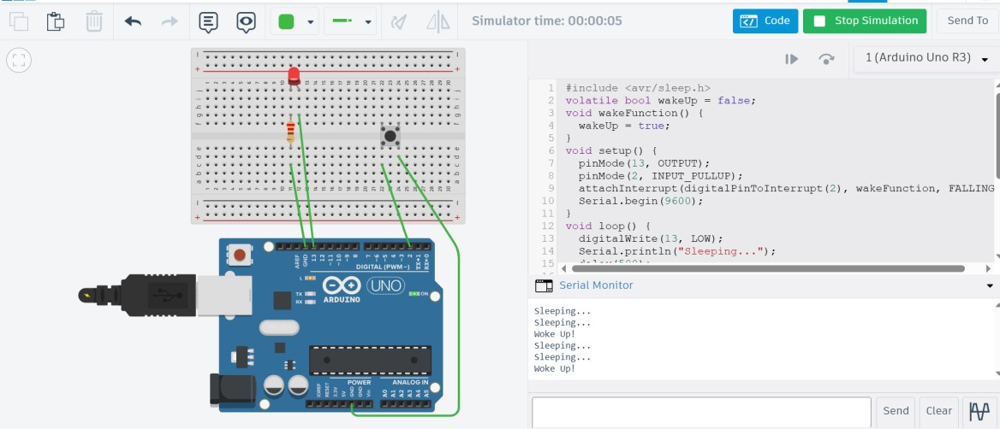 Simulator time: 00:00:05
Code
Stop Simulation
Send To
1 (Arduino Uno R3)
1 #include <avr/sleep.h>
2 volatile bool wakeUp = false;
3 void wakeFunction() {
4 wakeUp = true;
5 }
6 void setup() {
7 pinMode(13, OUTPUT);
8 pinMode(2, INPUT_PULLUP);
9 attachInterrupt(digitalPinToInterrupt(2), wakeFunction, FALLING
10 Serial.begin(9600);
11 }
12 void loop() {
13 digitalWrite(13, LOW);
14 Serial.println("Sleeping...");
15 delay(500);
Serial Monitor
Sleeping...
Sleeping...
Woke Up!
Sleeping...
Sleeping...
Woke Up!
Send
Clear
AREF
GND
13
12
~11
~10
~9
8
7
~6
~5
4
~3
2
TX→1
RX←0
DIGITAL (PWM~)
L
TX
RX
UNO
ARDUINO
ON
POWER
ANALOG IN
IOREF
RESET
3.3V
5V
GND
GND
Vin
A0
A1
A2
A3
A4
A5